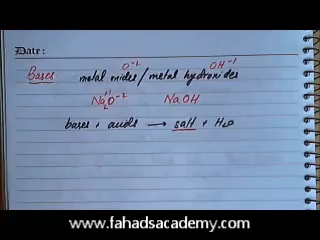 Date:
O⁻² OH⁻¹
Bases: metal oxides / metal hydroxides
Na₂⁺¹O⁻² NaOH
bases + acids → salt + H₂O
www.fahadsacademy.com